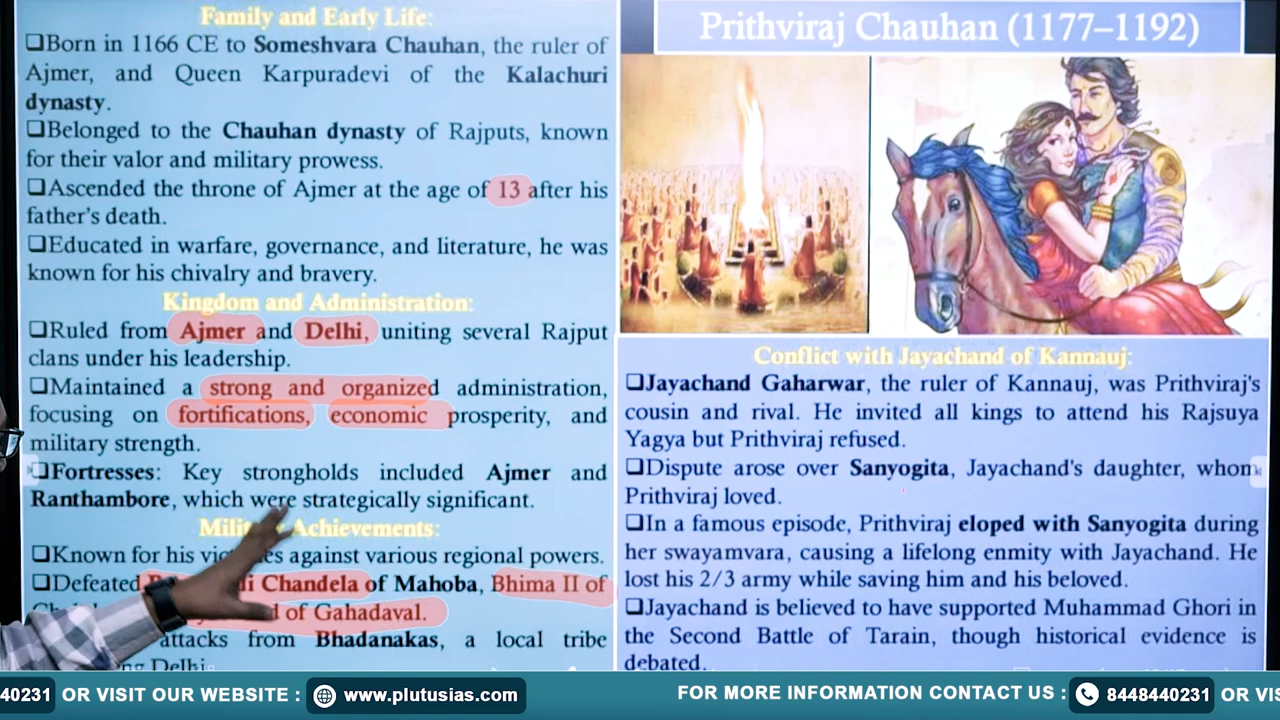 Family and Early Life:
❑Born in 1166 CE to Someshvara Chauhan, the ruler of
Ajmer, and Queen Karpuradevi of the Kalachuri
dynasty.
❑Belonged to the Chauhan dynasty of Rajputs, known
for their valor and military prowess.
❑Ascended the throne of Ajmer at the age of 13 after his
father's death.
❑Educated in warfare, governance, and literature, he was
known for his chivalry and bravery.
Kingdom and Administration:
❑Ruled from Ajmer and Delhi, uniting several Rajput
clans under his leadership.
❑Maintained a strong and organized administration,
focusing on fortifications, economic prosperity, and
military strength.
❑Fortresses: Key strongholds included Ajmer and
Ranthambore, which were strategically significant.
Achievements:
❑Known for his against various regional powers.
❑Defeated Chandela of Mahoba, Bhima II of
of Gahadaval.
attacks from Bhadanakas, a local tribe
Delhi.
Prithviraj Chauhan (1177–1192)
Conflict with Jayachand of Kannauj:
❑Jayachand Gaharwar, the ruler of Kannauj, was Prithviraj's
cousin and rival. He invited all kings to attend his Rajsuya
Yagya but Prithviraj refused.
❑Dispute arose over Sanyogita, Jayachand's daughter, whom
Prithviraj loved.
❑In a famous episode, Prithviraj eloped with Sanyogita during
her swayamvara, causing a lifelong enmity with Jayachand. He
lost his 2/3 army while saving him and his beloved.
❑Jayachand is believed to have supported Muhammad Ghori in
the Second Battle of Tarain, though historical evidence is
debated.
40231 OR VISIT OUR WEBSITE : www.plutusias.com FOR MORE INFORMATION CONTACT US : 8448440231 OR VIS